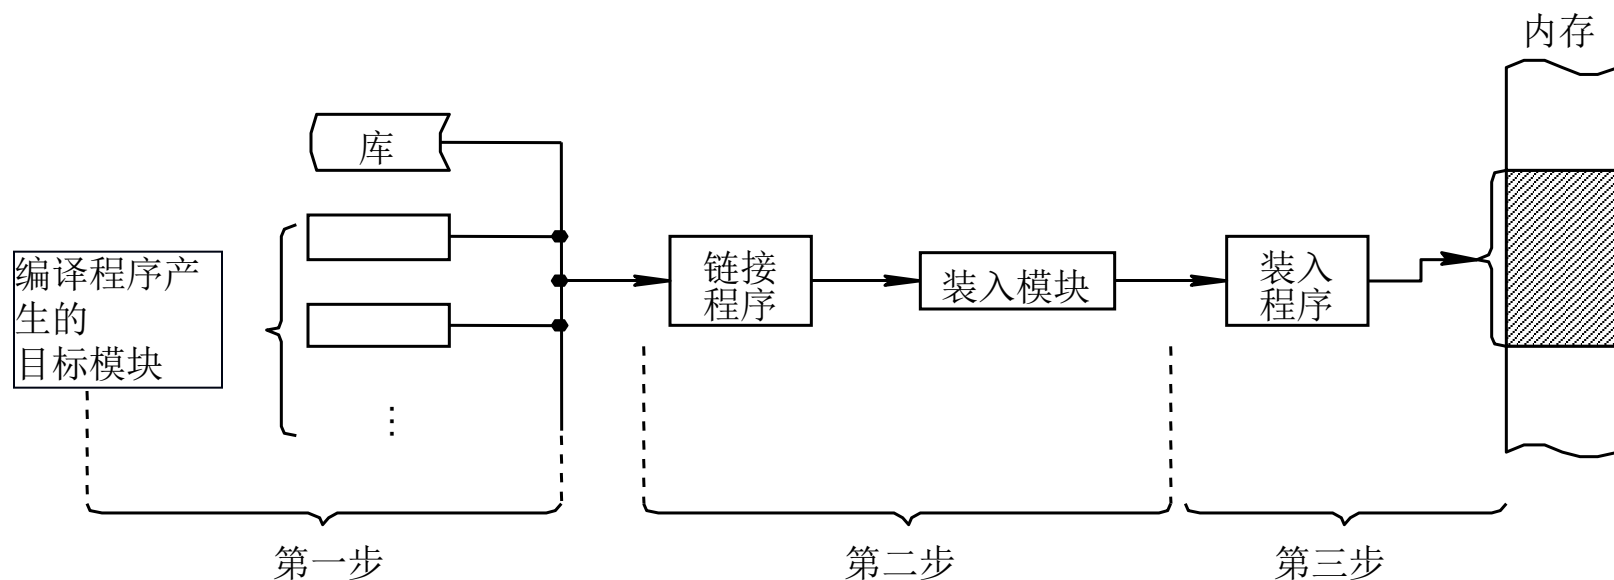 内存
库
编译程序产
生的
目标模块
链接
程序
装入模块
装入
程序
⋮
第一步
第二步
第三步